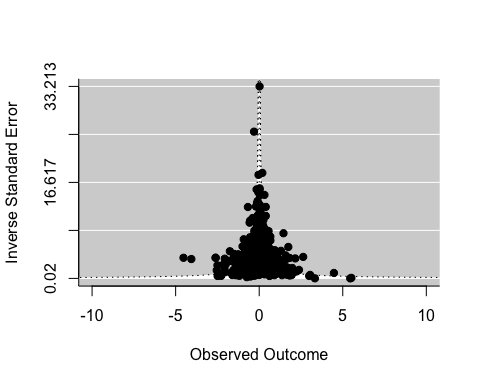 33.213
16.617
0.02
Inverse Standard Error
-10 -5 0 5 10
Observed Outcome